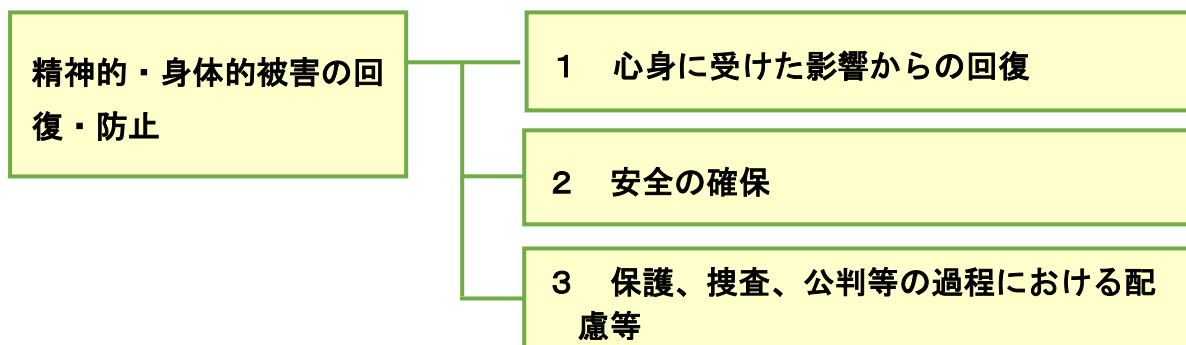 精神的・身体的被害の回
復・防止
１　心身に受けた影響からの回復
２　安全の確保
３　保護、捜査、公判等の過程における配
慮等